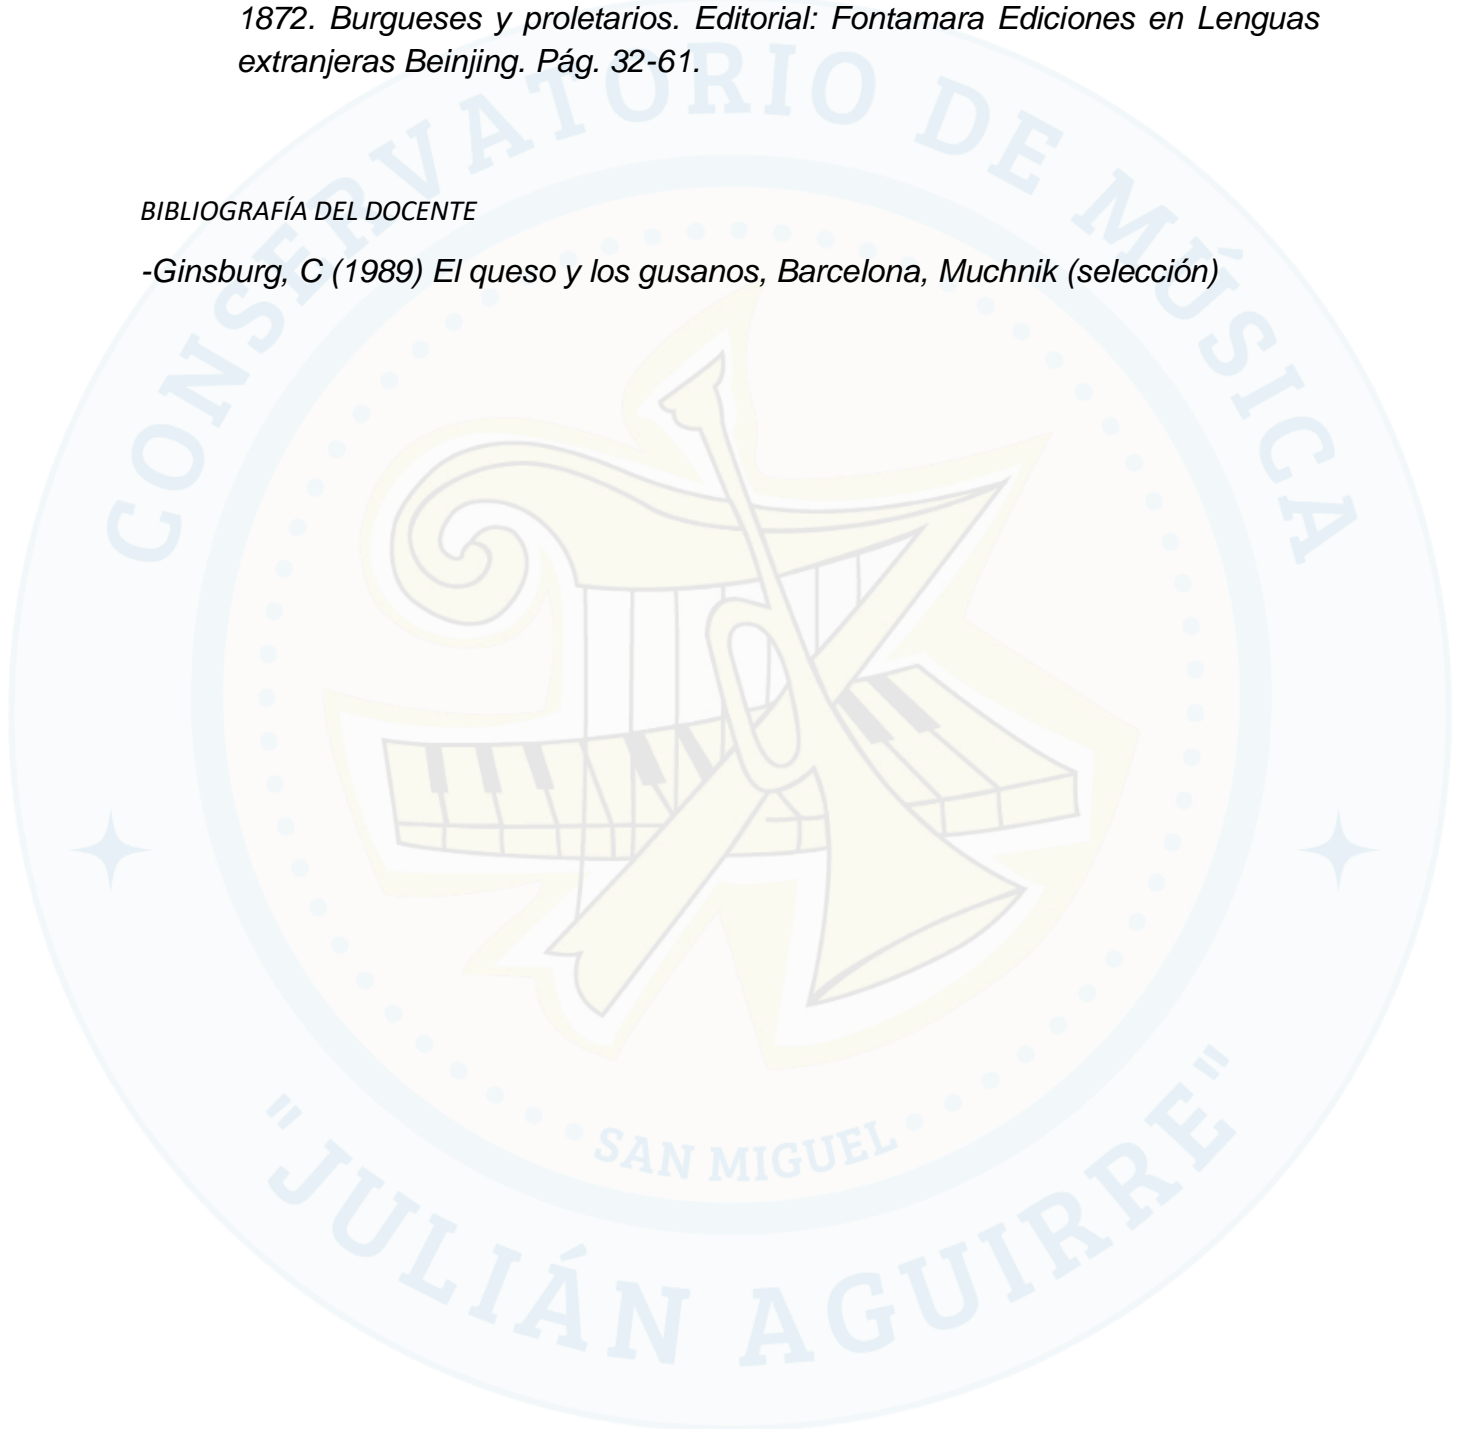 1872. Burgueses y proletarios. Editorial: Fontamara Ediciones en Lenguas
extranjeras Beinjing. Pág. 32-61.
BIBLIOGRAFÍA DEL DOCENTE
-Ginsburg, C (1989) El queso y los gusanos, Barcelona, Muchnik (selección)
CONSERVATORIO DE MÚSICA
SAN MIGUEL
"JULIÁN AGUIRRE"